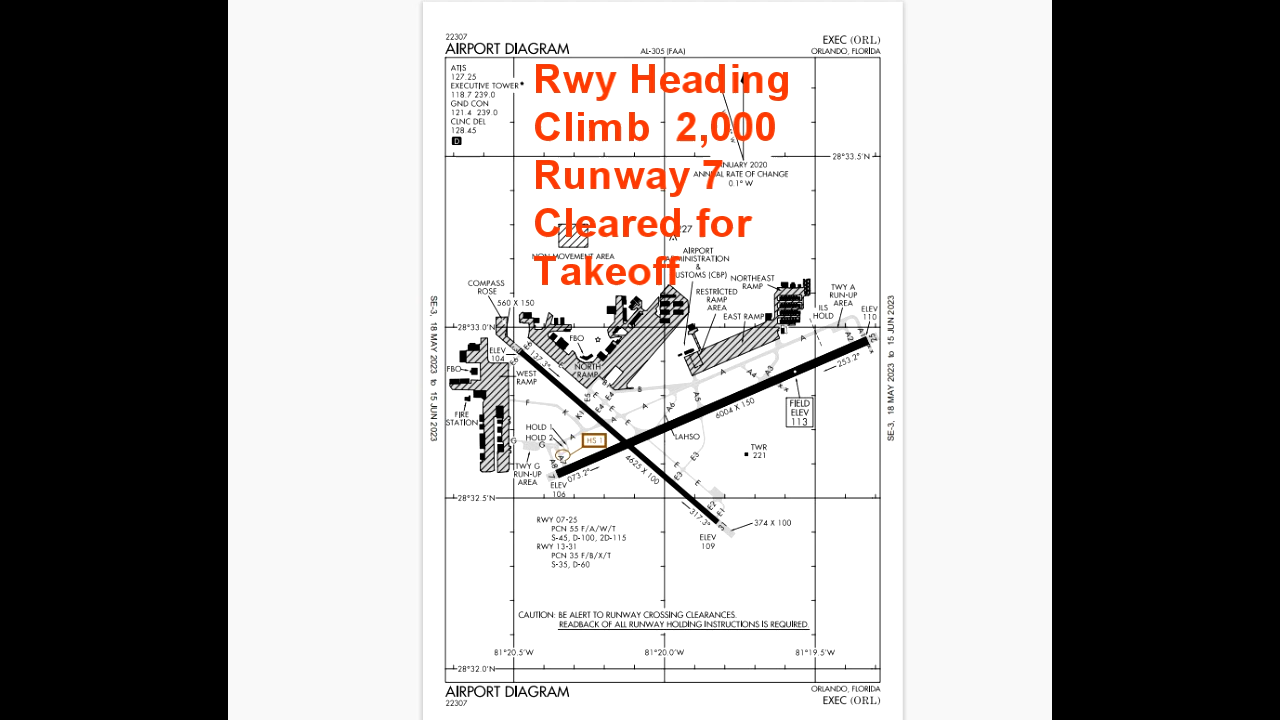 22307
AIRPORT DIAGRAM
AL-305 (FAA)
EXEC (ORL)
ORLANDO, FLORIDA
ATIS
127.25
EXECUTIVE TOWER*
118.7 239.0
GND CON
121.4 239.0
CLNC DEL
128.45
D
Rwy Heading
Climb 2,000
Runway 7
Cleared for
Takeoff
28°33.5'N
ANNUAL RATE OF CHANGE
0.1° W
2020
227
NON-MOVEMENT AREA
AIRPORT
&
(CBP)
NORTHEAST
RAMP
RESTRICTED
RAMP
AREA
EAST RAMP
TWY A
RUN-UP
AREA
ILS
HOLD
ELEV
110
COMPASS
ROSE
560 X 150
28°33.0'N
FBO
ELEV
104
137.3°
NORTH
RAMP
WEST
RAMP
FBO
FIRE
STATION
253.2°
FIELD
ELEV
113
6004 X 150
HOLD 1
HOLD 2
HS 1
LAHSO
TWR
221
TWY G
RUN-UP
AREA
073.2°
ELEV
106
4625 X 100
28°32.5'N
317.3°
374 X 100
ELEV
109
RWY 07-25
PCN 55 F/A/W/T
S-45, D-100, 2D-115
RWY 13-31
PCN 35 F/B/X/T
S-35, D-60
CAUTION: BE ALERT TO RUNWAY CROSSING CLEARANCES.
READBACK OF ALL RUNWAY HOLDING INSTRUCTIONS IS REQUIRED.
81°20.5'W
81°20.0'W
81°19.5'W
28°32.0'N
SE-3, 18 MAY 2023 to 15 JUN 2023
SE-3, 18 MAY 2023 to 15 JUN 2023
AIRPORT DIAGRAM
22307
ORLANDO, FLORIDA
EXEC (ORL)